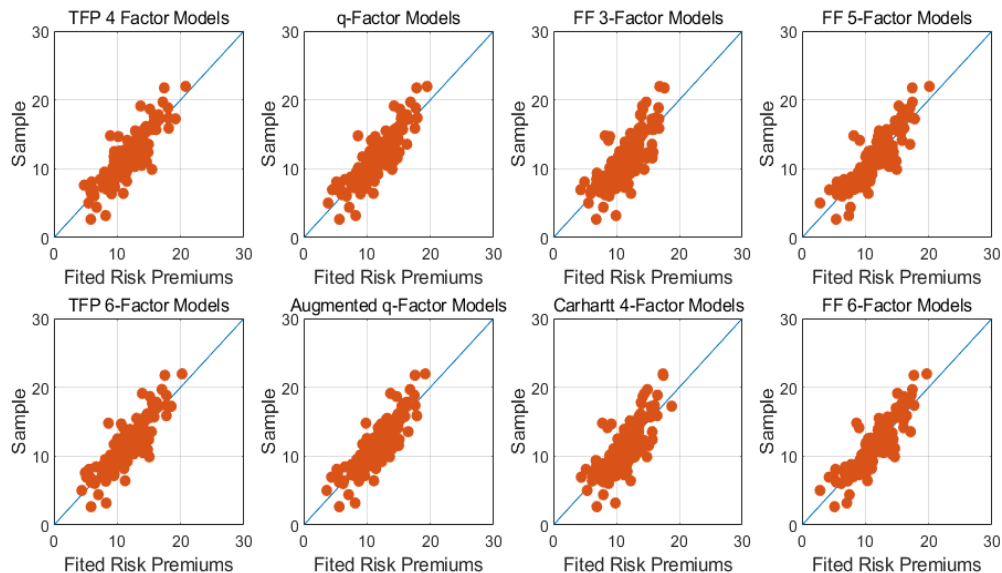 TFP 4 Factor Models
q-Factor Models
FF 3-Factor Models
FF 5-Factor Models
30
20
10
0
Sample
0 10 20 30
Fited Risk Premiums
30
20
10
0
Sample
0 10 20 30
Fited Risk Premiums
30
20
10
0
Sample
0 10 20 30
Fited Risk Premiums
30
20
10
0
Sample
0 10 20 30
Fited Risk Premiums
TFP 6-Factor Models
Augmented q-Factor Models
Carhartt 4-Factor Models
FF 6-Factor Models
30
20
10
0
Sample
0 10 20 30
Fited Risk Premiums
30
20
10
0
Sample
0 10 20 30
Fited Risk Premiums
30
20
10
0
Sample
0 10 20 30
Fited Risk Premiums
30
20
10
0
Sample
0 10 20 30
Fited Risk Premiums